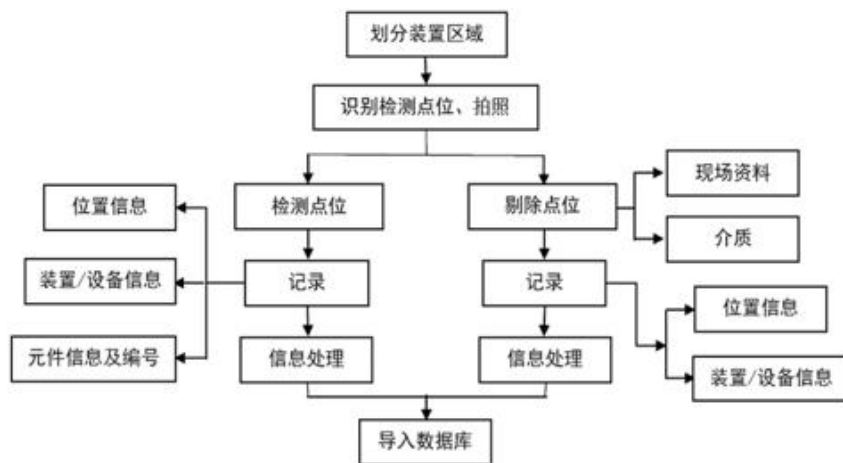 划分装置区域
识别检测点位、拍照
检测点位
剔除点位
现场资料
介质
位置信息
装置/设备信息
元件信息及编号
记录
记录
位置信息
装置/设备信息
信息处理
信息处理
导入数据库